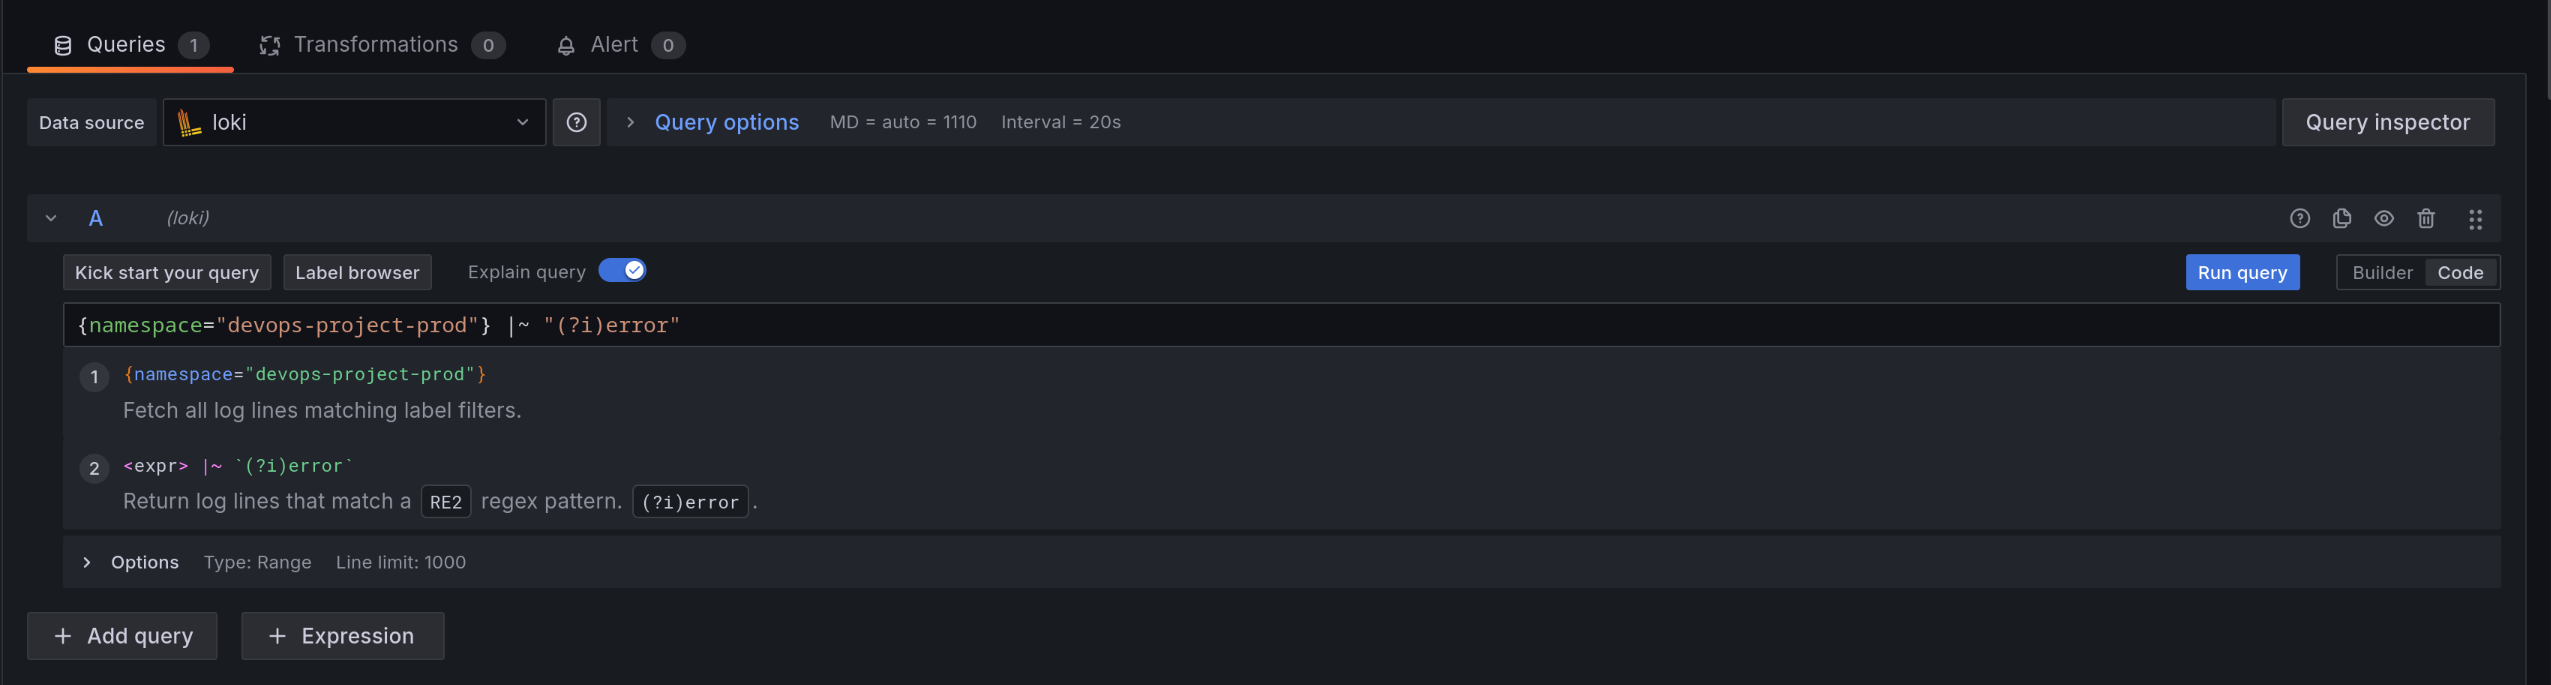 Queries 1 Transformations 0 Alert 0
Data source loki Query options MD = auto = 1110 Interval = 20s Query inspector
A (loki)
Kick start your query Label browser Explain query Run query Builder Code
{namespace="devops-project-prod"} |~ "(?i)error"
1 {namespace="devops-project-prod"}
Fetch all log lines matching label filters.
2 <expr> |~ `(?i)error`
Return log lines that match a RE2 regex pattern. (?i)error .
Options Type: Range Line limit: 1000
+ Add query + Expression